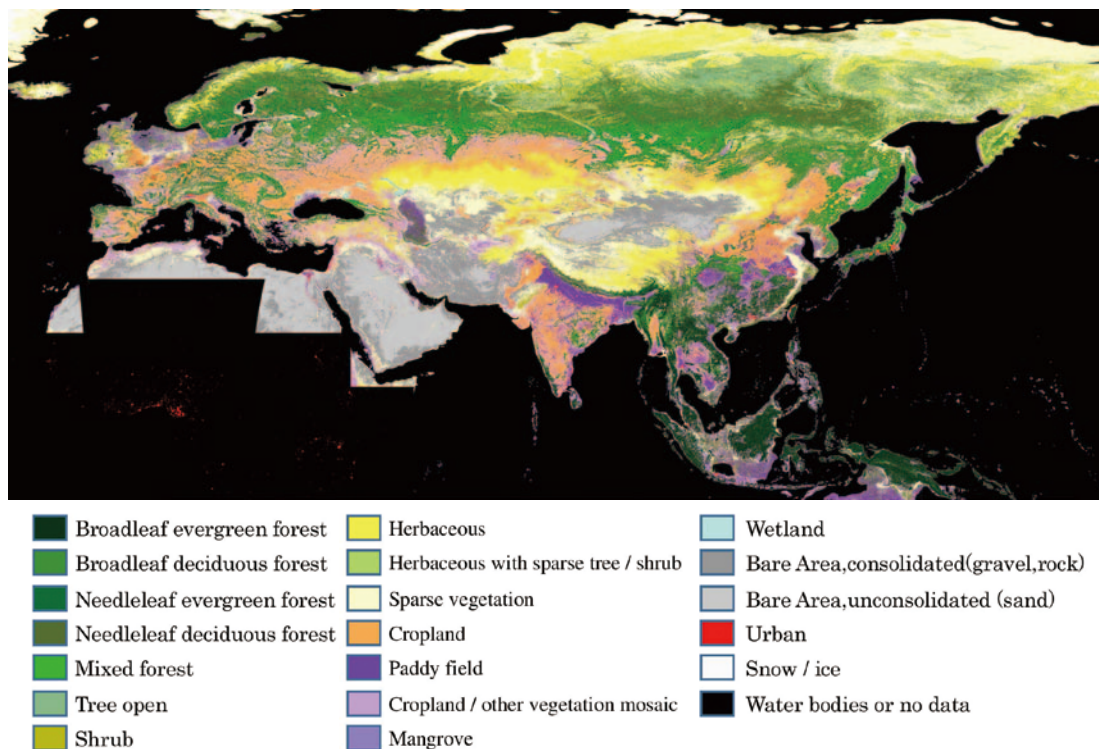 Broadleaf evergreen forest
Broadleaf deciduous forest
Needleleaf evergreen forest
Needleleaf deciduous forest
Mixed forest
Tree open
Shrub
Herbaceous
Herbaceous with sparse tree / shrub
Sparse vegetation
Cropland
Paddy field
Cropland / other vegetation mosaic
Mangrove
Wetland
Bare Area,consolidated(gravel,rock)
Bare Area,unconsolidated (sand)
Urban
Snow / ice
Water bodies or no data